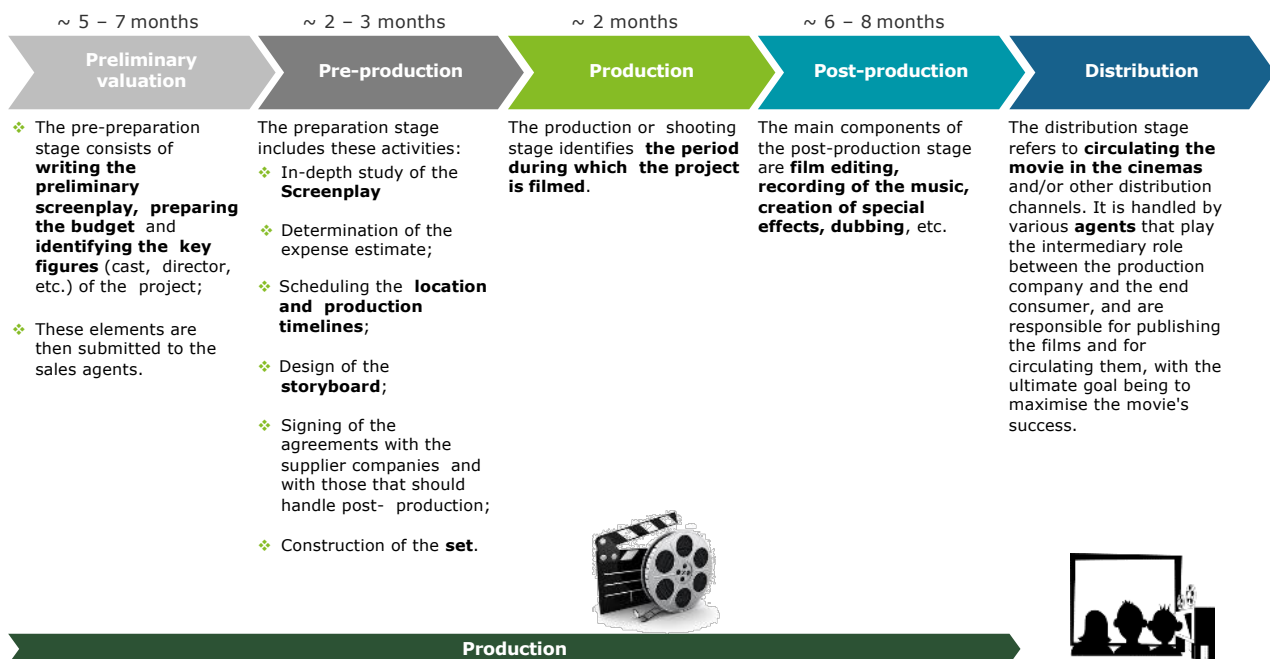 ~ 5 – 7 months
~ 2 – 3 months
~ 2 months
~ 6 – 8 months
Preliminary
valuation
Pre-production
Production
Post-production
Distribution
❖ The pre-preparation
stage consists of
writing the
preliminary
screenplay, preparing
the budget and
identifying the key
figures (cast, director,
etc.) of the project;
❖ These elements are
then submitted to the
sales agents.
The preparation stage
includes these activities:
❖ In-depth study of the
Screenplay
❖ Determination of the
expense estimate;
❖ Scheduling the location
and production
timelines;
❖ Design of the
storyboard;
❖ Signing of the
agreements with the
supplier companies and
with those that should
handle post- production;
❖ Construction of the set.
The production or shooting
stage identifies the period
during which the project
is filmed.
The main components of
the post-production stage
are film editing,
recording of the music,
creation of special
effects, dubbing, etc.
The distribution stage
refers to circulating the
movie in the cinemas
and/or other distribution
channels. It is handled by
various agents that play
the intermediary role
between the production
company and the end
consumer, and are
responsible for publishing
the films and for
circulating them, with the
ultimate goal being to
maximise the movie's
success.
Production